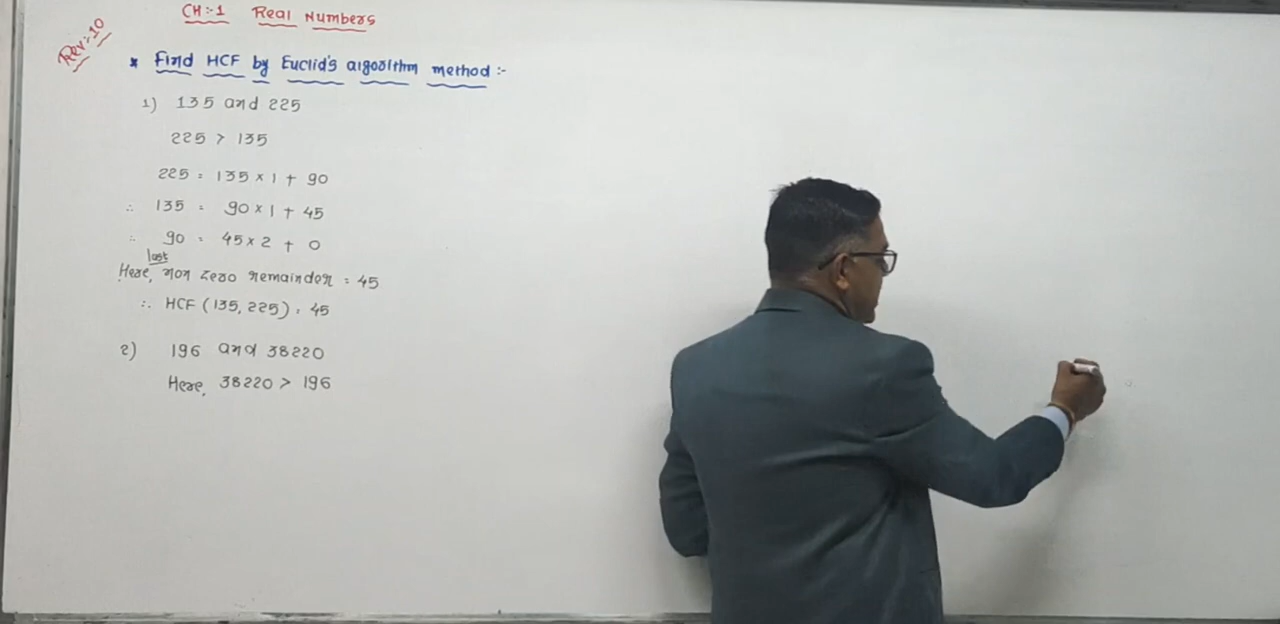 CH:-1 Real Numbers
Rev:-10
* Find HCF by Euclid's algorithm method :-
1) 135 and 225
225 > 135
225 = 135 × 1 + 90
∴ 135 = 90 × 1 + 45
∴ 90 = 45 × 2 + 0
last
Here, non zero remainder = 45
∴ HCF (135, 225) = 45
2) 196 and 38220
Here, 38220 > 196